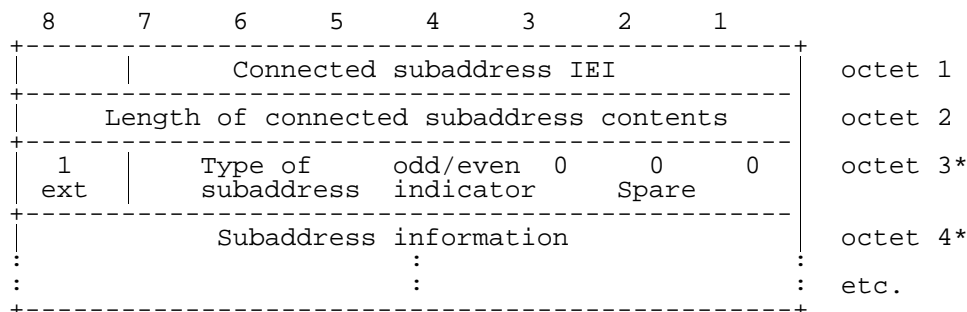 8 7 6 5 4 3 2 1
Connected subaddress IEI octet 1
Length of connected subaddress contents octet 2
1 Type of odd/even 0 0 0 octet 3*
ext subaddress indicator Spare
Subaddress information octet 4*
: : :
: : : etc.